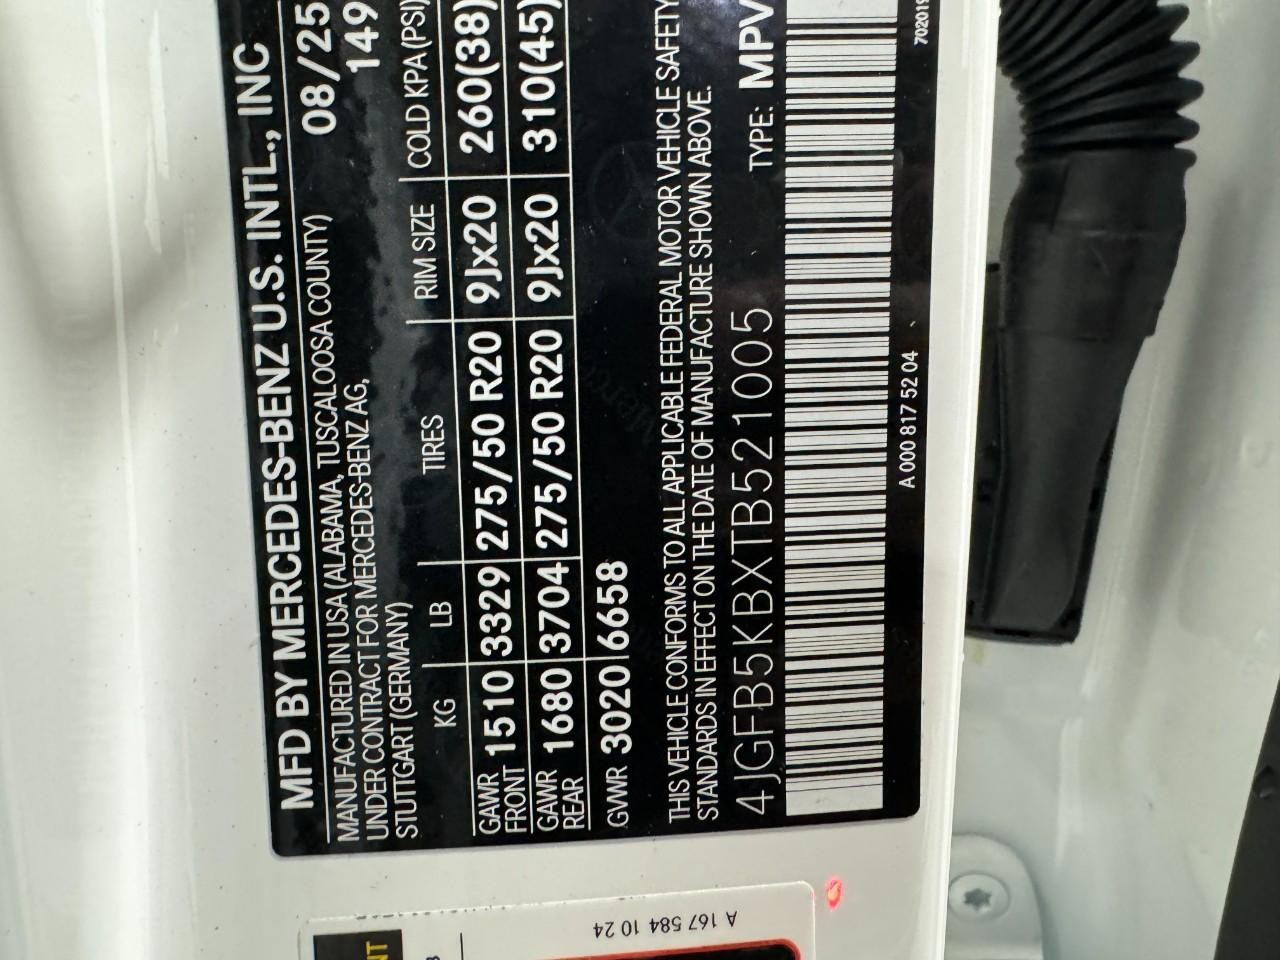 MFD BY MERCEDES-BENZ U.S. INTL., INC
MANUFACTURED IN USA (ALABAMA, TUSCALOOSA COUNTY) 08/25
UNDER CONTRACT FOR MERCEDES-BENZ AG, 149
STUTTGART (GERMANY)
KG LB TIRES RIM SIZE COLD KPA (PSI)
GAWR FRONT 1510 3329 275/50 R20 9Jx20 260(38)
GAWR REAR 1680 3704 275/50 R20 9Jx20 310(45)
GVWR 3020 6658
THIS VEHICLE CONFORMS TO ALL APPLICABLE FEDERAL MOTOR VEHICLE SAFETY
STANDARDS IN EFFECT ON THE DATE OF MANUFACTURE SHOWN ABOVE.
4JGFB5KBXTB521005 TYPE: MPV
A 000 817 52 04 702019
A 167 584 10 24